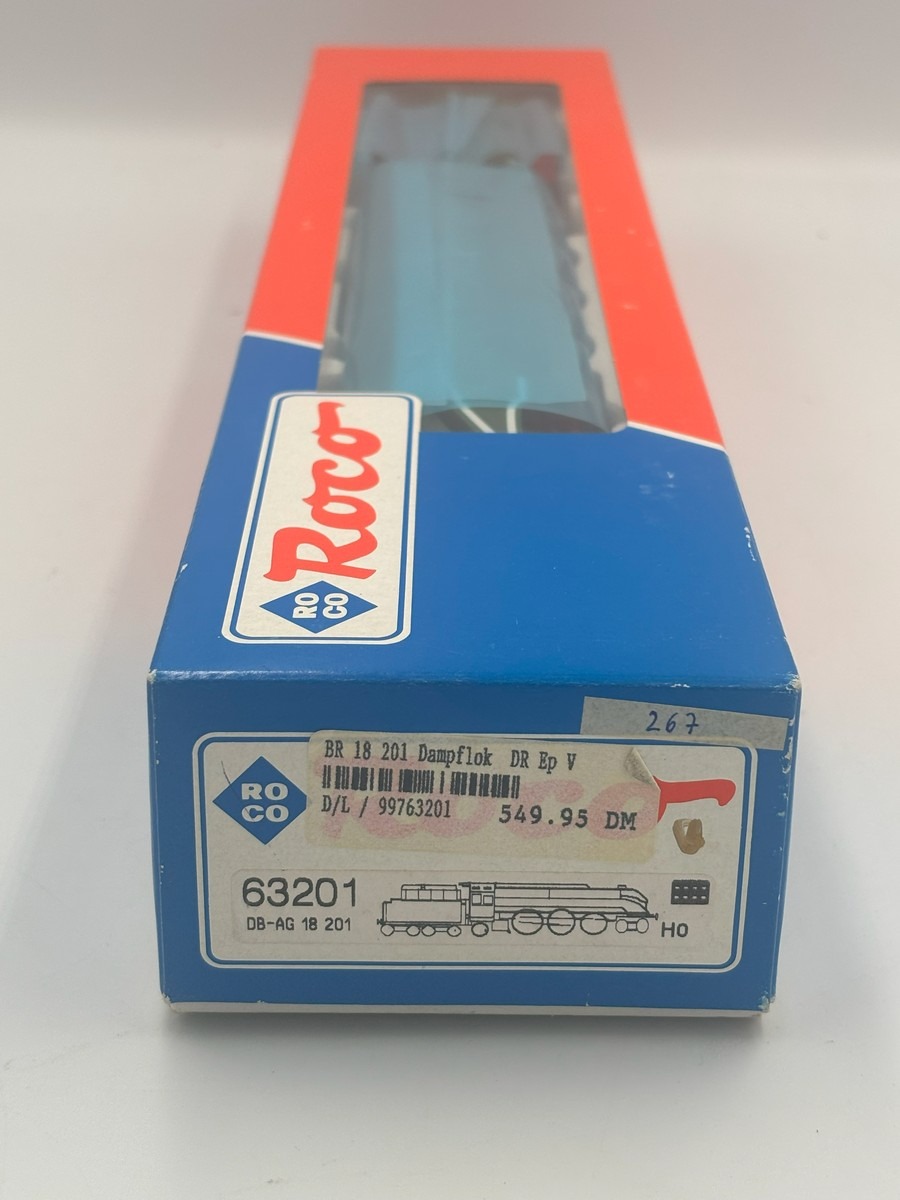 Roco
RO
CO
267
RO
CO
BR 18 201 Dampflok DR Ep V
D/L / 99763201
549.95 DM
Roco
63201
DB-AG 18 201
H0